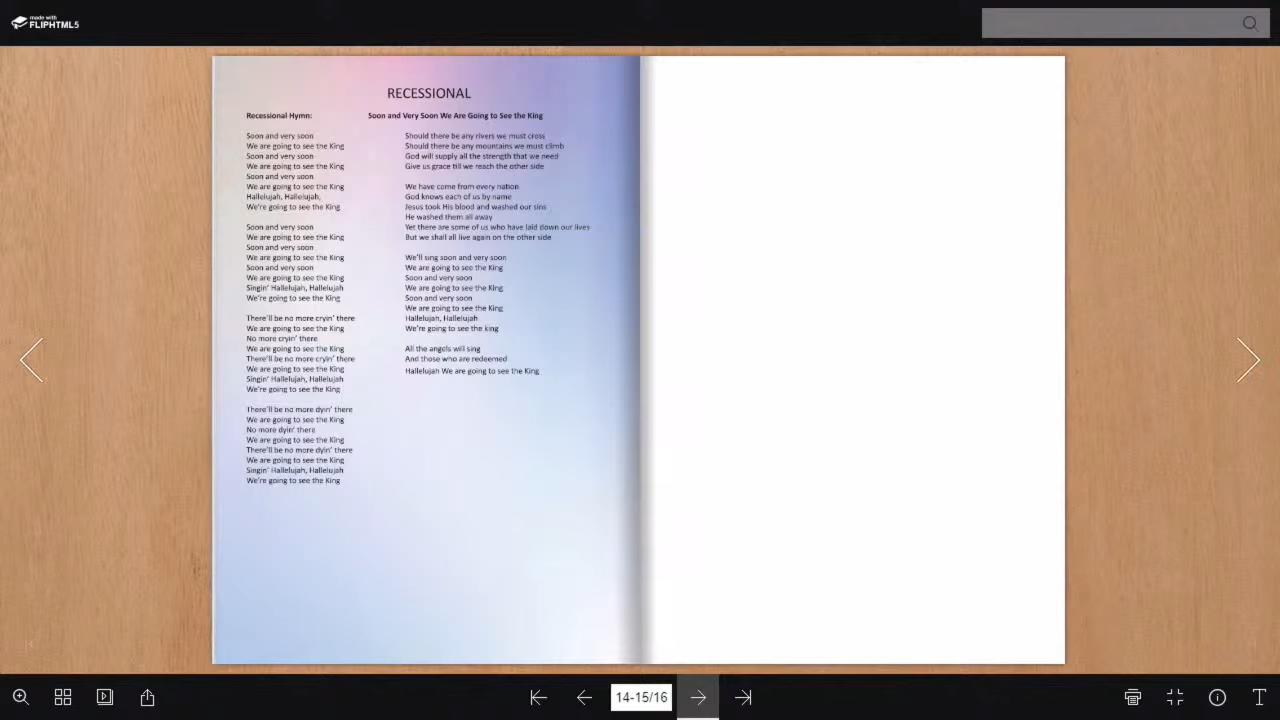 made with
FLIPHTML5
RECESSIONAL
Recessional Hymn: Soon and Very Soon We Are Going to See the King
Soon and very soon
We are going to see the King
Soon and very soon
We are going to see the King
Soon and very soon
We are going to see the King
Hallelujah, Hallelujah,
We're going to see the King
Soon and very soon
We are going to see the King
Soon and very soon
We are going to see the King
Soon and very soon
We are going to see the King
Singin' Hallelujah, Hallelujah
We're going to see the King
There'll be no more cryin' there
We are going to see the King
No more cryin' there
We are going to see the King
There'll be no more cryin' there
We are going to see the King
Singin' Hallelujah, Hallelujah
We're going to see the King
There'll be no more dyin' there
We are going to see the King
No more dyin' there
We are going to see the King
There'll be no more dyin' there
We are going to see the King
Singin' Hallelujah, Hallelujah
We're going to see the King
Should there be any rivers we must cross
Should there be any mountains we must climb
God will supply all the strength that we need
Give us grace till we reach the other side
We have come from every nation
God knows each of us by name
Jesus took His blood and washed our sins
He washed them all away
Yet there are some of us who have laid down our lives
But we shall all live again on the other side
We'll sing soon and very soon
We are going to see the King
Soon and very soon
We are going to see the King
Soon and very soon
We are going to see the King
Hallelujah, Hallelujah
We're going to see the king
All the angels will sing
And those who are redeemed
Hallelujah We are going to see the King
14-15/16